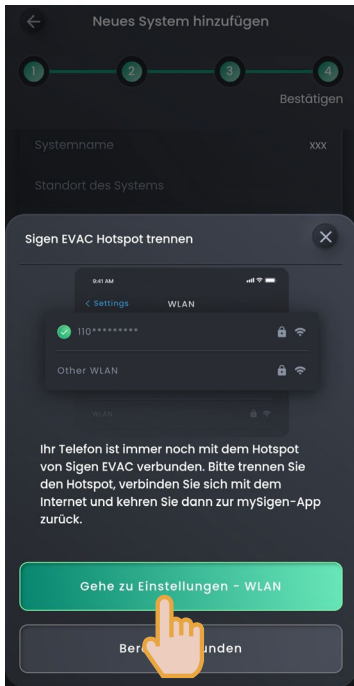 Neues System hinzufügen
1 2 3 4
Bestätigen
Systemname xxx
Standort des Systems
Sigen EVAC Hotspot trennen
9:41 AM
< Settings WLAN
110*********
Other WLAN
WLAN
Ihr Telefon ist immer noch mit dem Hotspot
von Sigen EVAC verbunden. Bitte trennen Sie
den Hotspot, verbinden Sie sich mit dem
Internet und kehren Sie dann zur mySigen-App
zurück.
Gehe zu Einstellungen - WLAN